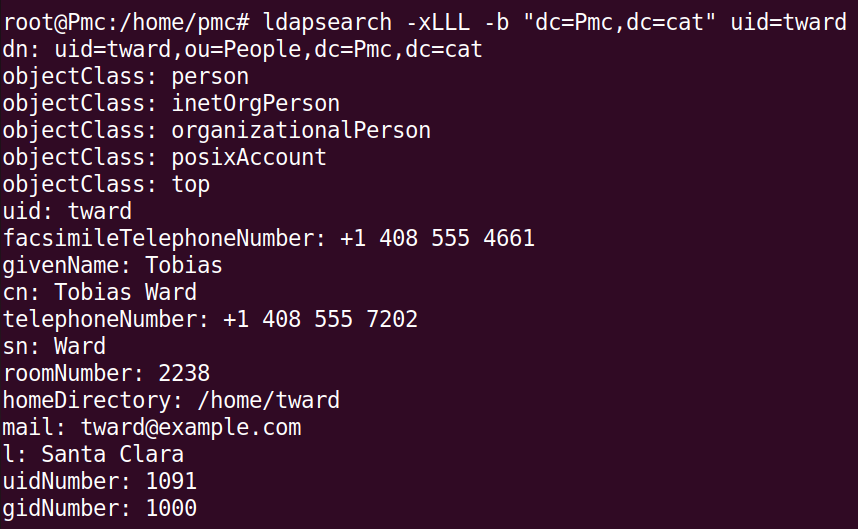 root@Pmc:/home/pmc# ldapsearch -xLLL -b "dc=Pmc,dc=cat" uid=tward
dn: uid=tward,ou=People,dc=Pmc,dc=cat
objectClass: person
objectClass: inetOrgPerson
objectClass: organizationalPerson
objectClass: posixAccount
objectClass: top
uid: tward
facsimileTelephoneNumber: +1 408 555 4661
givenName: Tobias
cn: Tobias Ward
telephoneNumber: +1 408 555 7202
sn: Ward
roomNumber: 2238
homeDirectory: /home/tward
mail: tward@example.com
l: Santa Clara
uidNumber: 1091
gidNumber: 1000